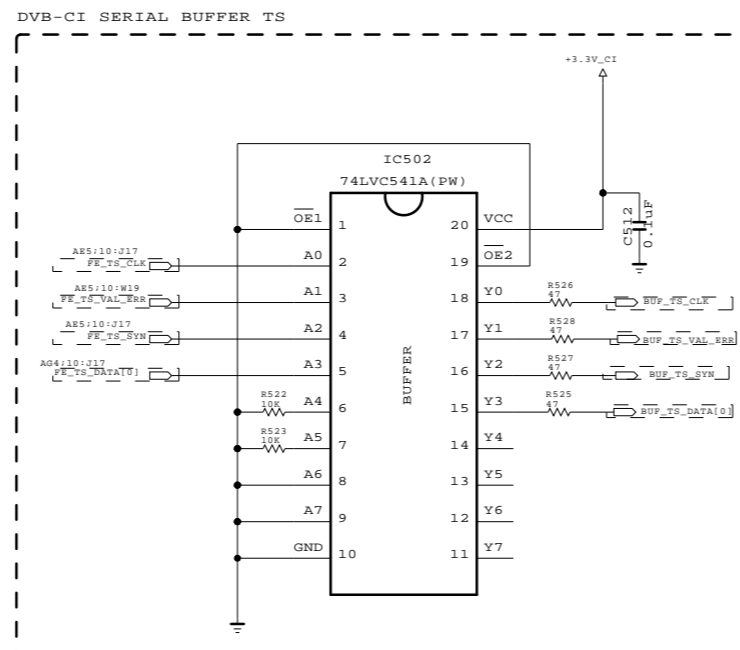 DVB-CI SERIAL BUFFER TS
+3.3V_CI
IC502
74LVC541A(PW)
C512
0.1uF
OE1
1
20
VCC
AE5;10:J17
FE_TS_CLK
A0
2
19
OE2
AE5;10:W19
FE_TS_VAL_ERR
A1
3
18
Y0
R526
47
BUF_TS_CLK
AE5;10:J17
FE_TS_SYN
A2
4
17
Y1
R528
47
BUF_TS_VAL_ERR
AG4;10:J17
FE_TS_DATA[0]
A3
5
BUFFER
16
Y2
R527
47
BUF_TS_SYN
R522
10K
A4
6
15
Y3
R525
47
BUF_TS_DATA[0]
R523
10K
A5
7
14
Y4
A6
8
13
Y5
A7
9
12
Y6
GND
10
11
Y7